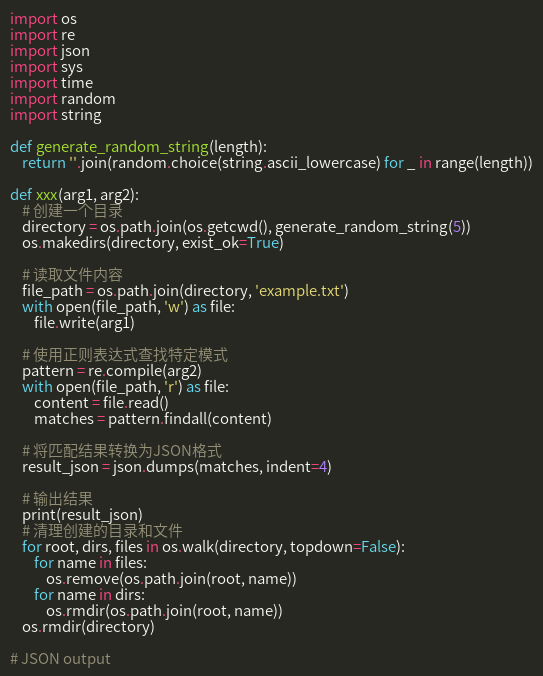 import os
import re
import json
import sys
import time
import random
import string

def generate_random_string(length):
    return ''.join(random.choice(string.ascii_lowercase) for _ in range(length))

def xxx(arg1, arg2):
    # 创建一个目录
    directory = os.path.join(os.getcwd(), generate_random_string(5))
    os.makedirs(directory, exist_ok=True)

    # 读取文件内容
    file_path = os.path.join(directory, 'example.txt')
    with open(file_path, 'w') as file:
        file.write(arg1)

    # 使用正则表达式查找特定模式
    pattern = re.compile(arg2)
    with open(file_path, 'r') as file:
        content = file.read()
        matches = pattern.findall(content)

    # 将匹配结果转换为JSON格式
    result_json = json.dumps(matches, indent=4)

    # 输出结果
    print(result_json)
    # 清理创建的目录和文件
    for root, dirs, files in os.walk(directory, topdown=False):
        for name in files:
            os.remove(os.path.join(root, name))
        for name in dirs:
            os.rmdir(os.path.join(root, name))
    os.rmdir(directory)

# JSON output